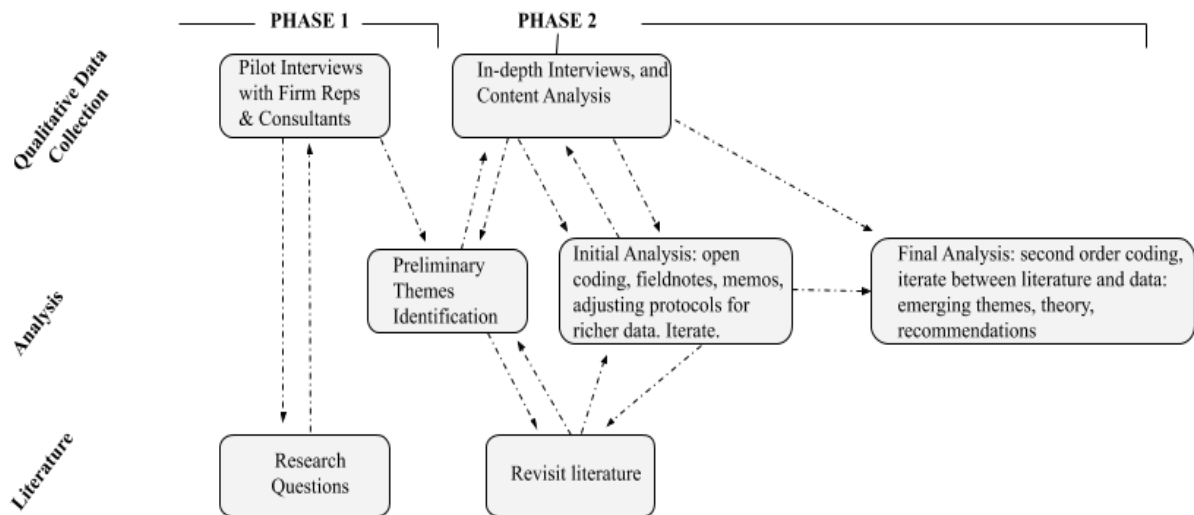 PHASE 1
PHASE 2
Qualitative Data
Collection
Pilot Interviews
with Firm Reps
& Consultants
In-depth Interviews, and
Content Analysis
Analysis
Preliminary
Themes
Identification
Initial Analysis: open
coding, fieldnotes, memos,
adjusting protocols for
richer data. Iterate.
Final Analysis: second order coding,
iterate between literature and data:
emerging themes, theory,
recommendations
Literature
Research
Questions
Revisit literature